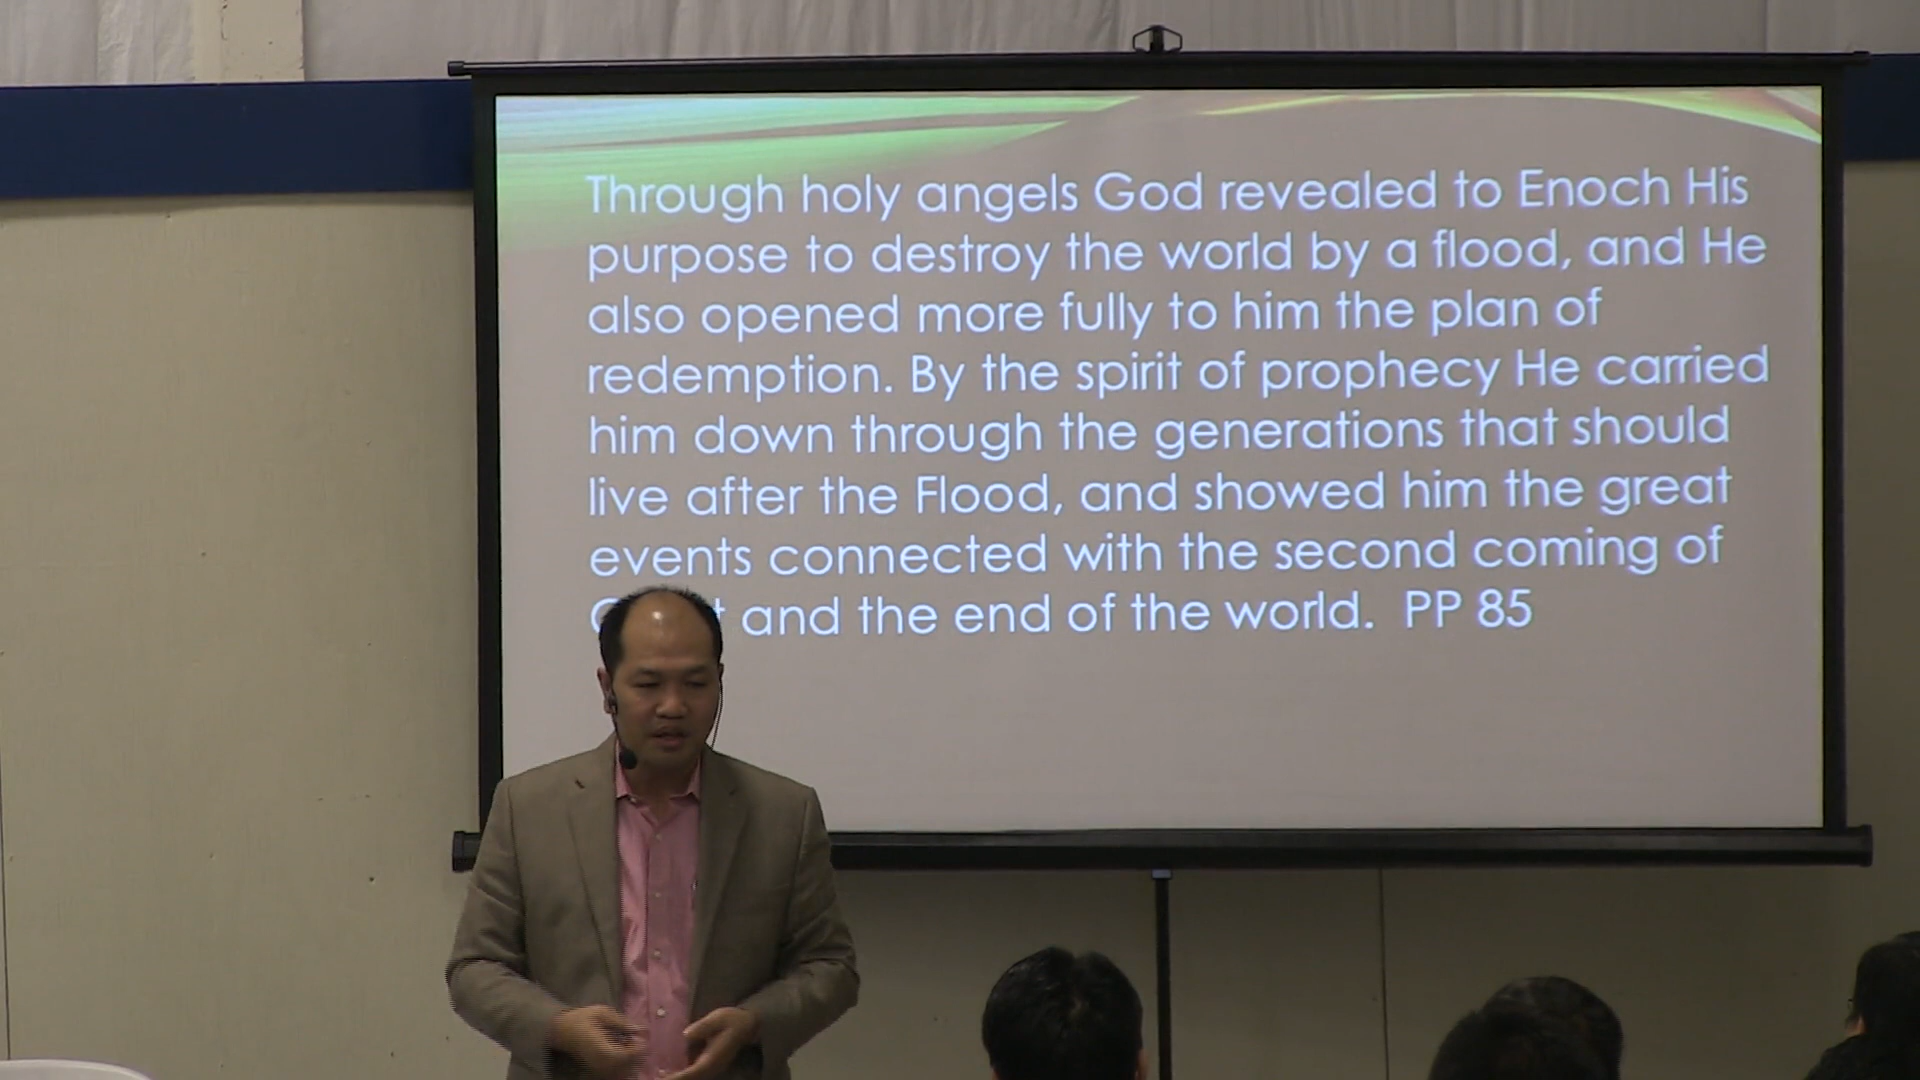 Through holy angels God revealed to Enoch His
purpose to destroy the world by a flood, and He
also opened more fully to him the plan of
redemption. By the spirit of prophecy He carried
him down through the generations that should
live after the Flood, and showed him the great
events connected with the second coming of
and the end of the world. PP 85